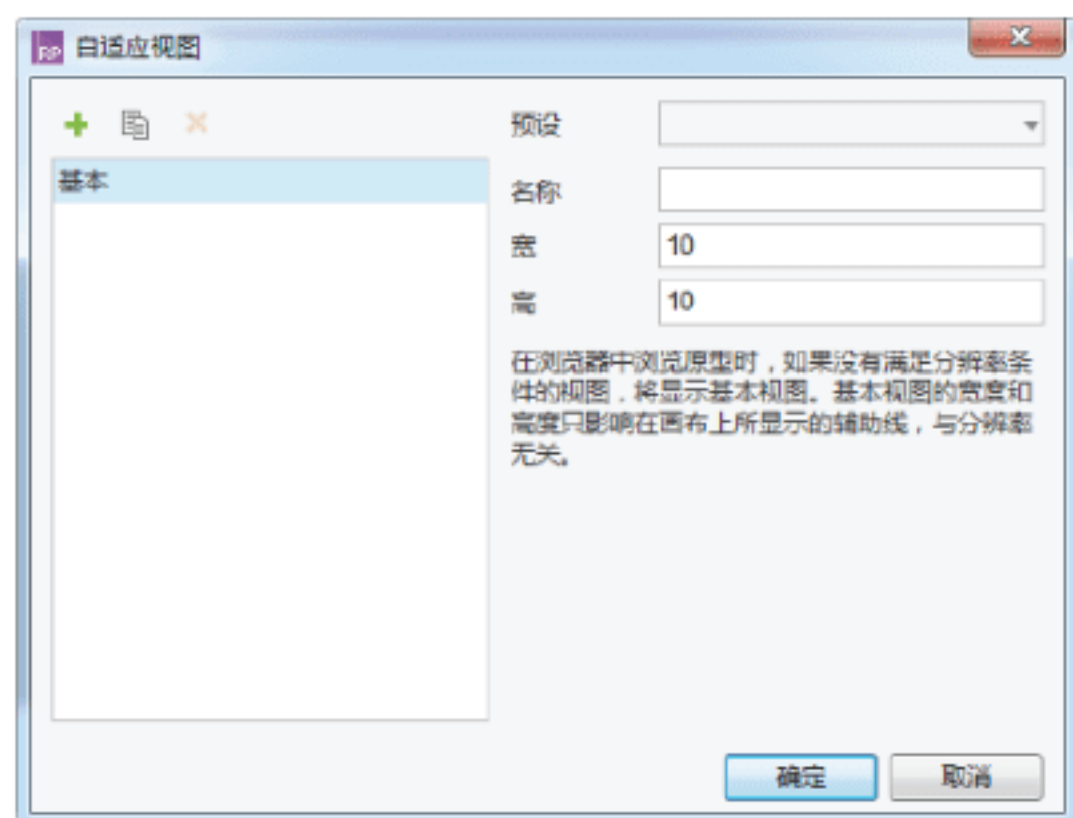 RP 自适应视图
预设
基本
名称
宽 10
高 10
在浏览器中浏览原型时，如果没有满足分辨率条
件的视图，将显示基本视图。基本视图的宽度和
高度只影响在画布上所显示的辅助线，与分辨率
无关。
确定 取消